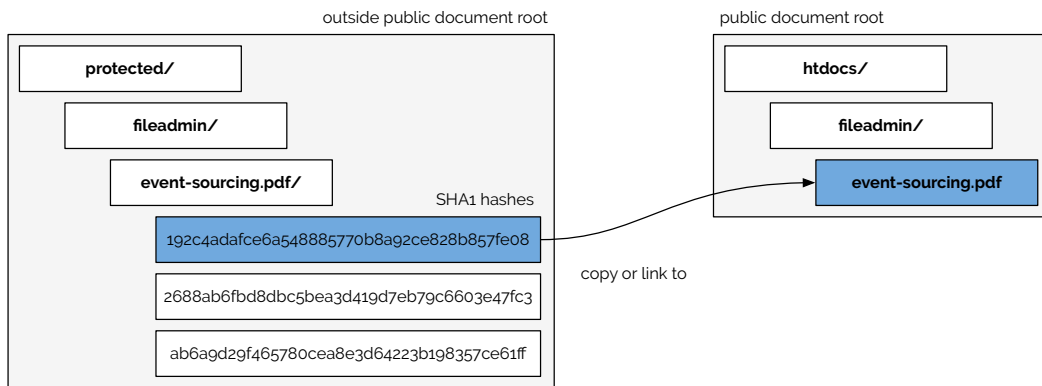 outside public document root
protected/
fileadmin/
event-sourcing.pdf/
SHA1 hashes
192c4adafce6a548885770b8a92ce828b857fe08
2688ab6fbd8dbc5bea3d419d7eb79c6603e47fc3
ab6a9d29f465780cea8e3d64223b198357ce61ff
copy or link to
public document root
htdocs/
fileadmin/
event-sourcing.pdf